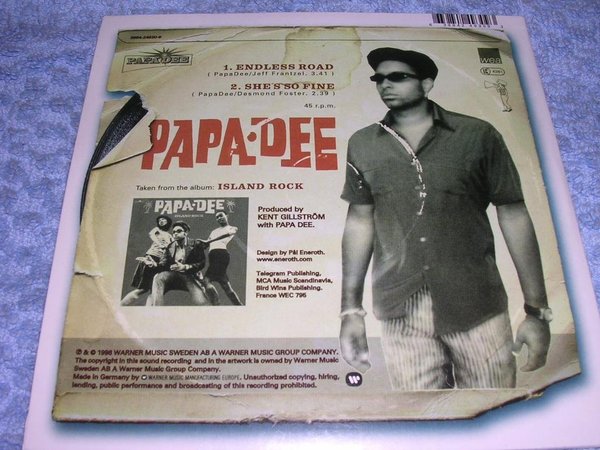 PAPA DEE
wea
1. ENDLESS ROAD
( PapaDee/Jeff Frantzel. 3.41 )
2. SHE'S SO FINE
( PapaDee/Desmond Foster. 2.39 )
45 r.p.m.
PAPA·DEE
Taken from the album: ISLAND ROCK
PAPA·DEE
ISLAND ROCK
Produced by
KENT GILLSTRÖM
with PAPA DEE.
Design by Pål Eneroth.
www.eneroth.com
Telegram Publishing,
MCA Music Scandinavia,
Bird Wins Publishing.
France WEC 795
℗ & © 1998 WARNER MUSIC SWEDEN AB A WARNER MUSIC GROUP COMPANY.
The copyright in this sound recording and in the artwork is owned by Warner Music
Sweden AB A Warner Music Group Company.
Made in Germany by WARNER MUSIC MANUFACTURING EUROPE. Unauthorized copying, hiring,
lending, public performance and broadcasting of this recording prohibited.